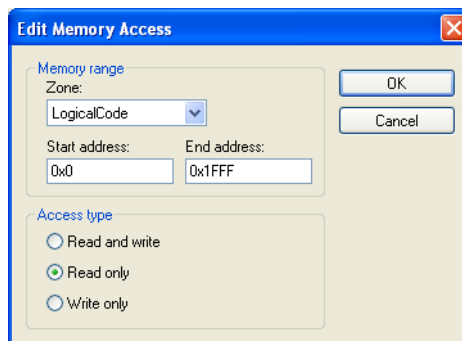 Edit Memory Access
Memory range
Zone:
LogicalCode
Start address: End address:
0x0 0x1FFF
Access type
Read and write
Read only
Write only
OK
Cancel